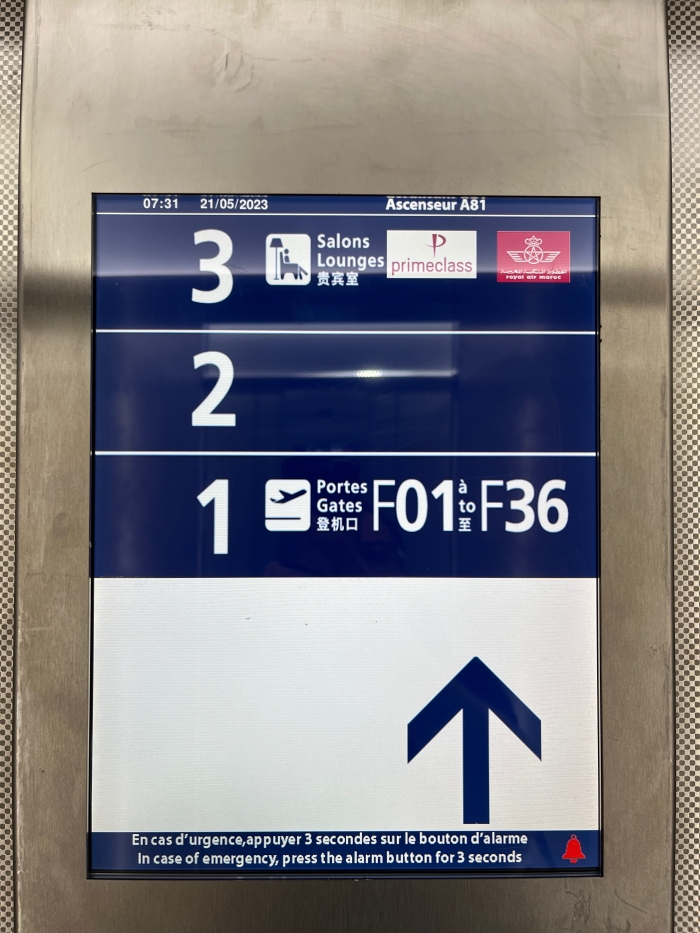 07:31 21/05/2023 Ascenseur A81
3
Salons
Lounges
贵宾室
primeclass
royal air maroc
2
1
Portes
Gates
登机口
F01
à
to
至
F36
En cas d'urgence,appuyer 3 secondes sur le bouton d'alarme
In case of emergency, press the alarm button for 3 seconds